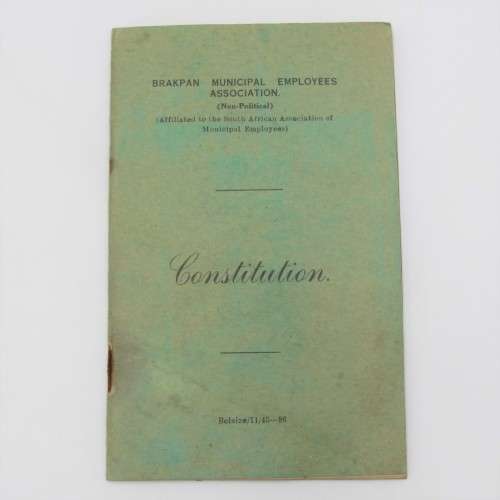 BRAKPAN MUNICIPAL EMPLOYEES
ASSOCIATION.
(Non-Political)
(Affiliated to the South African Association of
Municipal Employees)
Constitution.